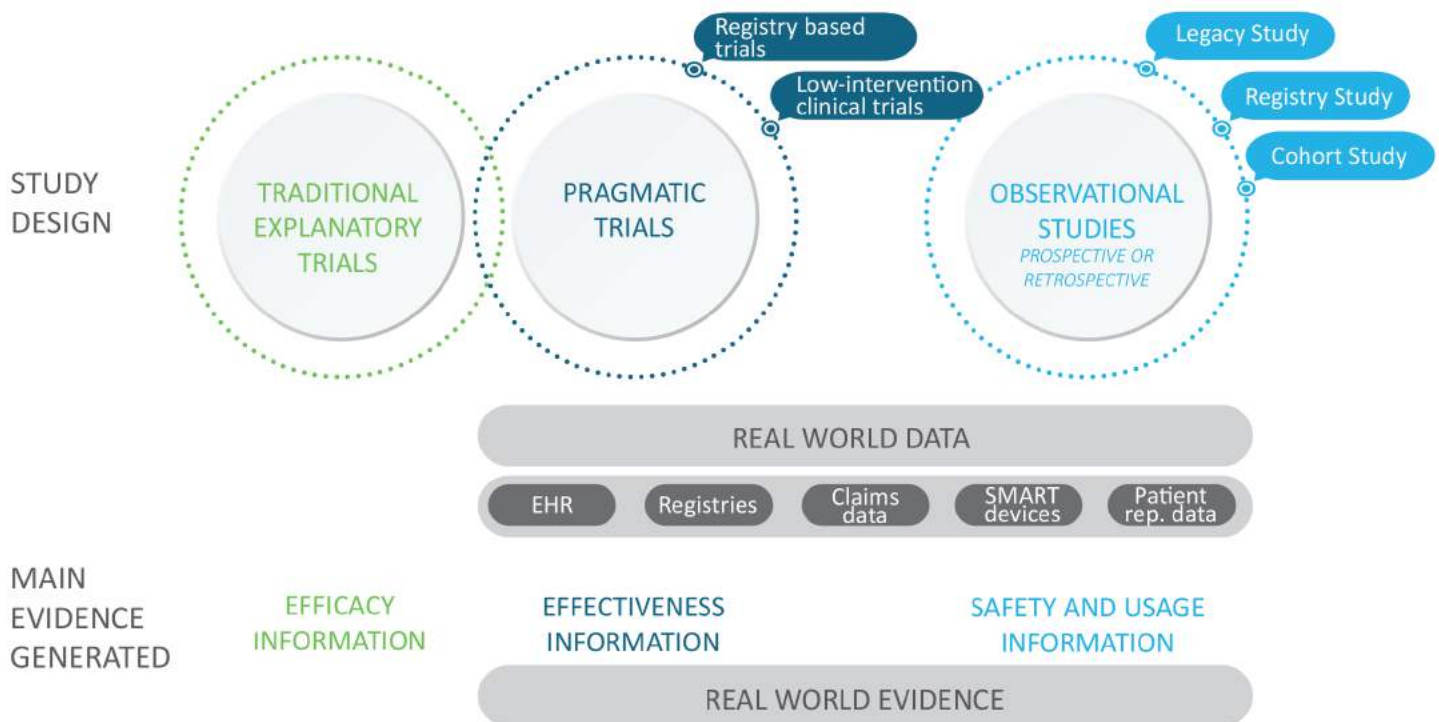 Registry based
trials
Low-intervention
clinical trials
Legacy Study
Registry Study
Cohort Study
STUDY
DESIGN
TRADITIONAL
EXPLANATORY
TRIALS
PRAGMATIC
TRIALS
OBSERVATIONAL
STUDIES
PROSPECTIVE OR
RETROSPECTIVE
REAL WORLD DATA
EHR
Registries
Claims
data
SMART
devices
Patient
rep. data
MAIN
EVIDENCE
GENERATED
EFFICACY
INFORMATION
EFFECTIVENESS
INFORMATION
SAFETY AND USAGE
INFORMATION
REAL WORLD EVIDENCE